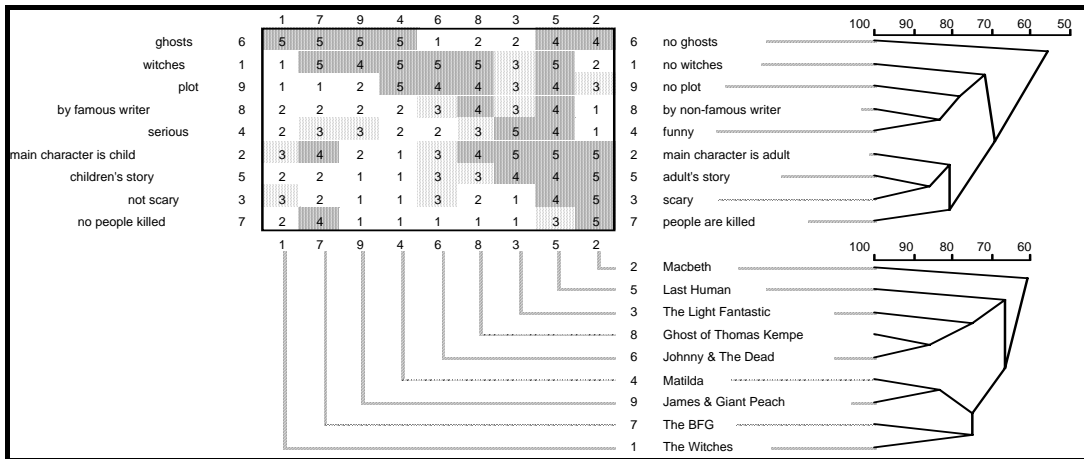 1 7 9 4 6 8 3 5 2 100 90 80 70 60 50
ghosts 6 5 5 5 5 1 2 2 4 4 6 no ghosts
witches 1 1 5 4 5 5 5 3 5 2 1 no witches
plot 9 1 1 2 5 4 4 3 4 3 9 no plot
by famous writer 8 2 2 2 2 3 4 3 4 1 8 by non-famous writer
serious 4 2 3 3 2 2 3 5 4 1 4 funny
main character is child 2 3 4 2 1 3 4 5 5 5 2 main character is adult
children's story 5 2 2 1 1 3 3 4 4 5 5 adult's story
not scary 3 3 2 1 1 3 2 1 4 5 3 scary
no people killed 7 2 4 1 1 1 1 1 3 5 7 people are killed
1 7 9 4 6 8 3 5 2 100 90 80 70 60
2 Macbeth
5 Last Human
3 The Light Fantastic
8 Ghost of Thomas Kempe
6 Johnny & The Dead
4 Matilda
9 James & Giant Peach
7 The BFG
1 The Witches